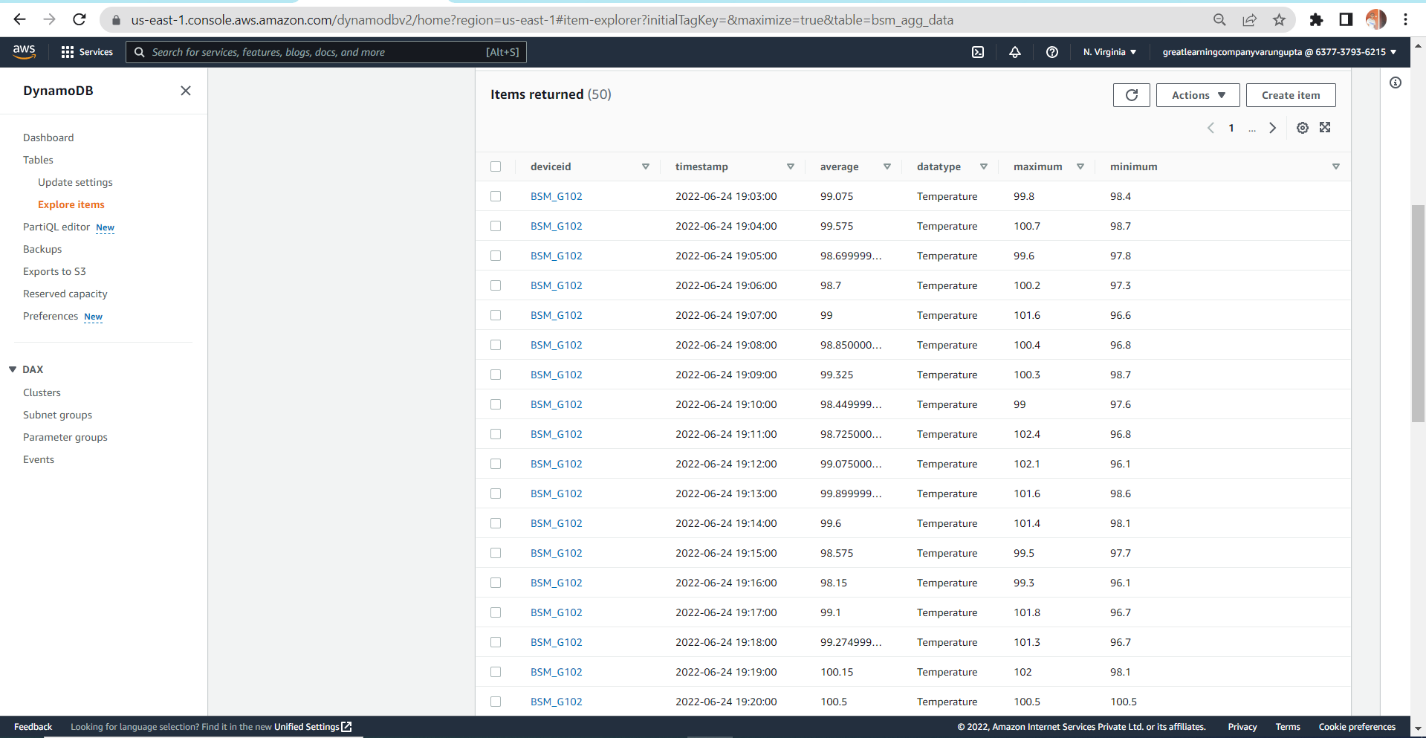 us-east-1.console.aws.amazon.com/dynamodbv2/home?region=us-east-1#item-explorer?initialTagKey=&maximize=true&table=bsm_agg_data
aws Services Search for services, features, blogs, docs, and more [Alt+S] N. Virginia ▼ greatlearningcompanyvarungupta @ 6377-3793-6215 ▼
DynamoDB
Dashboard
Tables
Update settings
Explore items
PartiQL editor New
Backups
Exports to S3
Reserved capacity
Preferences New
DAX
Clusters
Subnet groups
Parameter groups
Events
Items returned (50)
Actions ▼ Create item
1 ...
deviceid timestamp average datatype maximum minimum
BSM_G102 2022-06-24 19:03:00 99.075 Temperature 99.8 98.4
BSM_G102 2022-06-24 19:04:00 99.575 Temperature 100.7 98.7
BSM_G102 2022-06-24 19:05:00 98.699999... Temperature 99.6 97.8
BSM_G102 2022-06-24 19:06:00 98.7 Temperature 100.2 97.3
BSM_G102 2022-06-24 19:07:00 99 Temperature 101.6 96.6
BSM_G102 2022-06-24 19:08:00 98.850000... Temperature 100.4 96.8
BSM_G102 2022-06-24 19:09:00 99.325 Temperature 100.3 98.7
BSM_G102 2022-06-24 19:10:00 98.449999... Temperature 99 97.6
BSM_G102 2022-06-24 19:11:00 98.725000... Temperature 102.4 96.8
BSM_G102 2022-06-24 19:12:00 99.075000... Temperature 102.1 96.1
BSM_G102 2022-06-24 19:13:00 99.899999... Temperature 101.6 98.6
BSM_G102 2022-06-24 19:14:00 99.6 Temperature 101.4 98.1
BSM_G102 2022-06-24 19:15:00 98.575 Temperature 99.5 97.7
BSM_G102 2022-06-24 19:16:00 98.15 Temperature 99.3 96.1
BSM_G102 2022-06-24 19:17:00 99.1 Temperature 101.8 96.7
BSM_G102 2022-06-24 19:18:00 99.274999... Temperature 101.3 96.7
BSM_G102 2022-06-24 19:19:00 100.15 Temperature 102 98.1
BSM_G102 2022-06-24 19:20:00 100.5 Temperature 100.5 100.5
Feedback Looking for language selection? Find it in the new Unified Settings © 2022, Amazon Internet Services Private Ltd. or its affiliates. Privacy Terms Cookie preferences